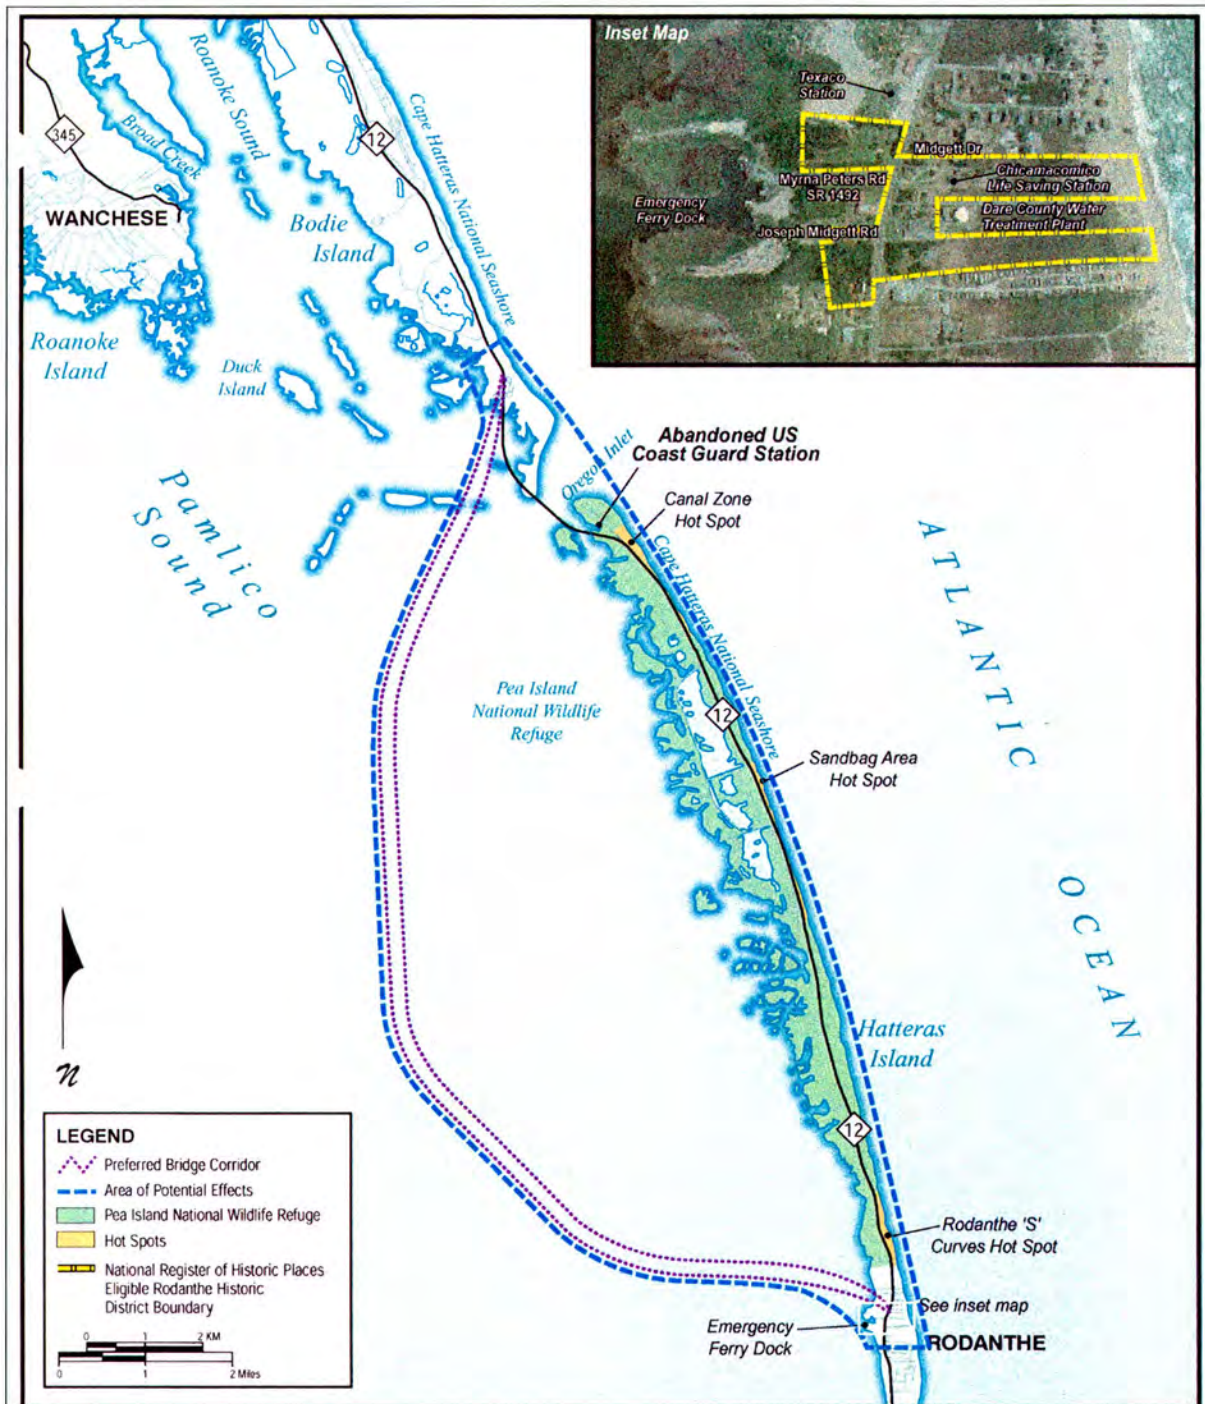 Inset Map
Texaco
Station
Midgett Dr
Chicamacomico
Life Saving Station
Myrna Peters Rd
SR 1492
Emergency
Ferry Dock
Dare County Water
Treatment Plant
Joseph Midgett Rd
345
Broad Creek
Roanoke Sound
12
Cape Hatteras National Seashore
WANCHESE
Bodie
Island
Roanoke
Island
Duck
Island
Pamlico
Sound
Oregon Inlet
Abandoned US
Coast Guard Station
Canal Zone
Hot Spot
Cape Hatteras National Seashore
ATLANTIC
OCEAN
Pea Island
National Wildlife
Refuge
12
Sandbag Area
Hot Spot
Hatteras
Island
12
Rodanthe 'S'
Curves Hot Spot
See inset map
Emergency
Ferry Dock
RODANTHE
N
LEGEND
Preferred Bridge Corridor
Area of Potential Effects
Pea Island National Wildlife Refuge
Hot Spots
National Register of Historic Places
Eligible Rodanthe Historic
District Boundary
0 1 2 KM
0 1 2 Miles